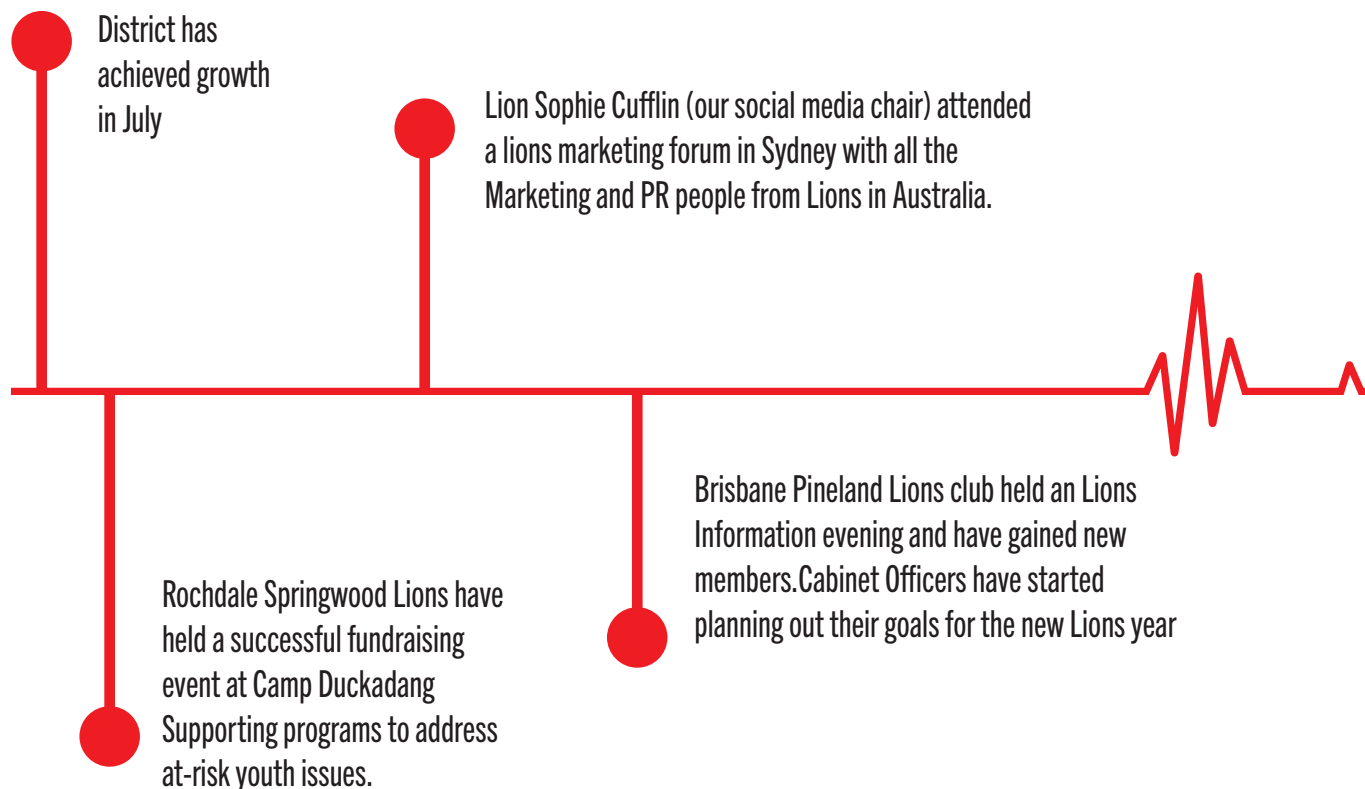 District has
achieved growth
in July
Lion Sophie Cufflin (our social media chair) attended
a lions marketing forum in Sydney with all the
Marketing and PR people from Lions in Australia.
Rochdale Springwood Lions have
held a successful fundraising
event at Camp Duckadang
Supporting programs to address
at-risk youth issues.
Brisbane Pineland Lions club held an Lions
Information evening and have gained new
members.Cabinet Officers have started
planning out their goals for the new Lions year